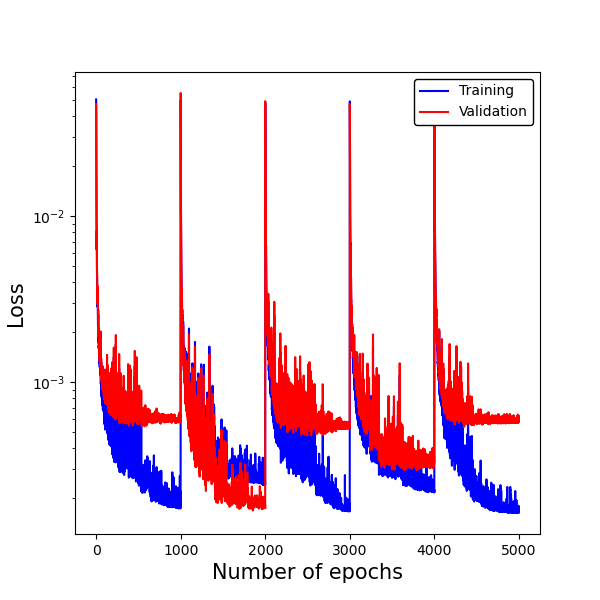 Training
Validation
10⁻²
10⁻³
Loss
0 1000 2000 3000 4000 5000
Number of epochs